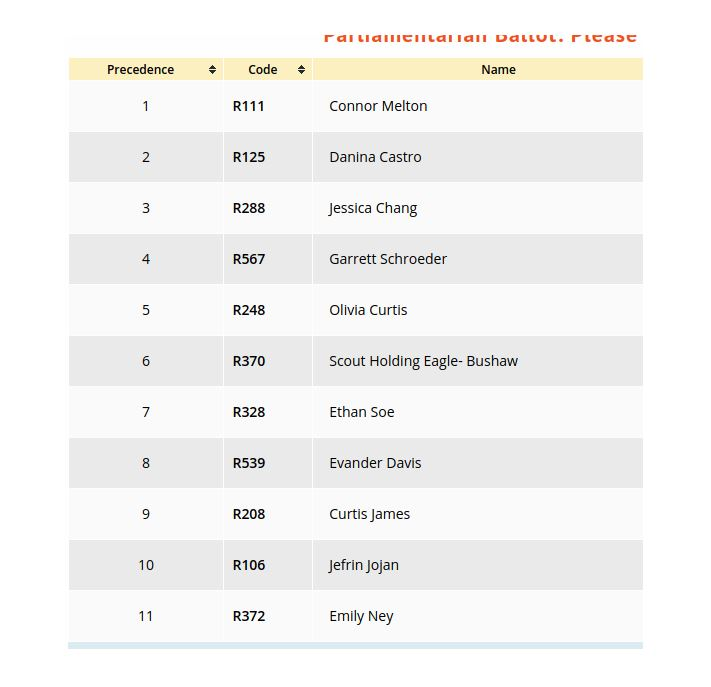 Parliamentarian Ballot: Please
Precedence Code Name
1 R111 Connor Melton
2 R125 Danina Castro
3 R288 Jessica Chang
4 R567 Garrett Schroeder
5 R248 Olivia Curtis
6 R370 Scout Holding Eagle- Bushaw
7 R328 Ethan Soe
8 R539 Evander Davis
9 R208 Curtis James
10 R106 Jefrin Jojan
11 R372 Emily Ney